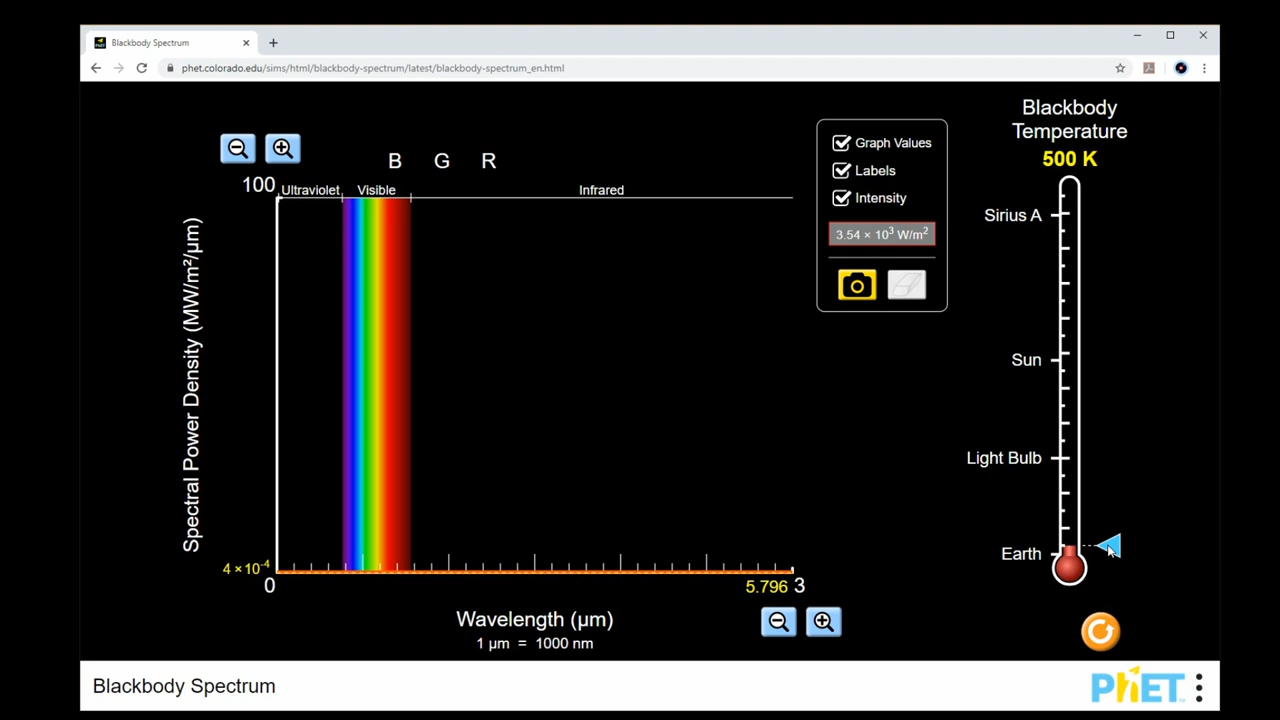 Blackbody Spectrum
phet.colorado.edu/sims/html/blackbody-spectrum/latest/blackbody-spectrum_en.html
B G R
100
Ultraviolet Visible Infrared
Spectral Power Density (MW/m²/μm)
4 × 10⁻⁴
0
5.796 3
Wavelength (μm)
1 μm = 1000 nm
Graph Values
Labels
Intensity
3.54 × 10³ W/m²
Blackbody
Temperature
500 K
Sirius A
Sun
Light Bulb
Earth
Blackbody Spectrum
PhET